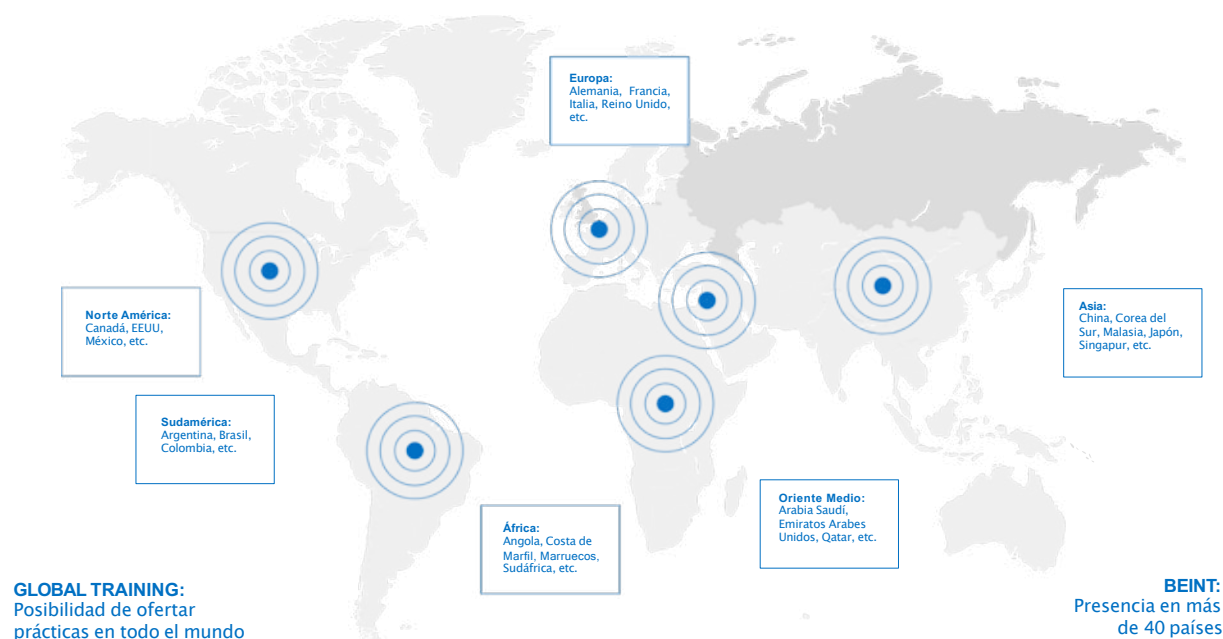 Europa:
Alemania, Francia,
Italia, Reino Unido,
etc.
Norte América:
Canadá, EEUU,
México, etc.
Asia:
China, Corea del
Sur, Malasia, Japón,
Singapur, etc.
Sudamérica:
Argentina, Brasil,
Colombia, etc.
Oriente Medio:
Arabia Saudí,
Emiratos Arabes
Unidos, Qatar, etc.
África:
Angola, Costa de
Marfil, Marruecos,
Sudáfrica, etc.
GLOBAL TRAINING:
Posibilidad de ofertar
prácticas en todo el mundo
BEINT:
Presencia en más
de 40 países